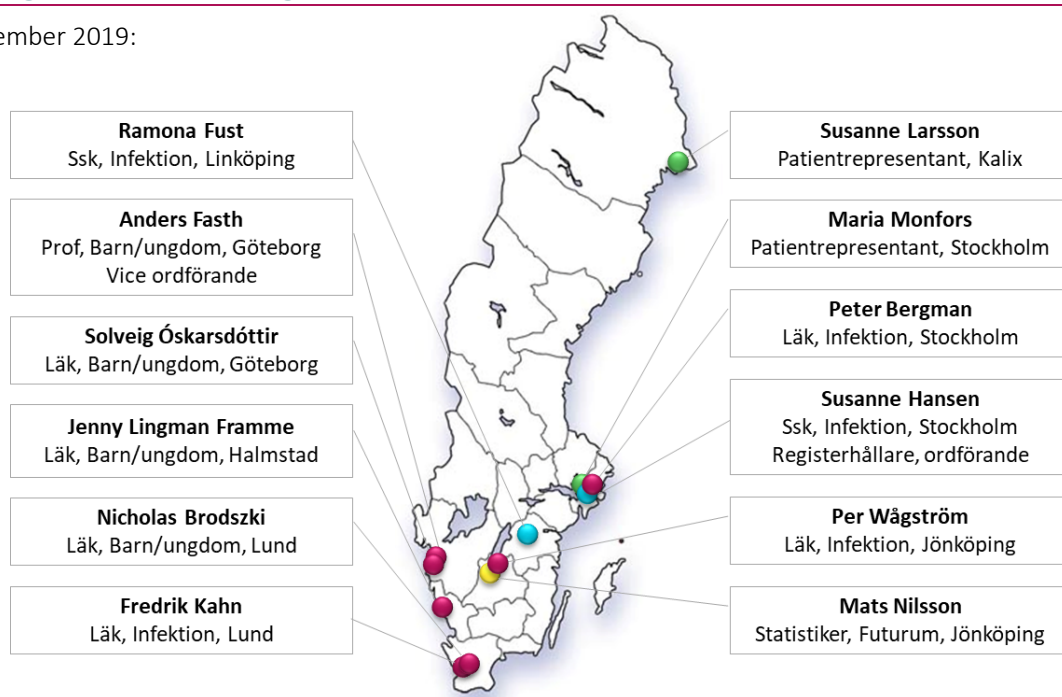 ember 2019:
Ramona Fust
Ssk, Infektion, Linköping
Anders Fasth
Prof, Barn/ungdom, Göteborg
Vice ordförande
Solveig Óskarsdóttir
Läk, Barn/ungdom, Göteborg
Jenny Lingman Framme
Läk, Barn/ungdom, Halmstad
Nicholas Brodszki
Läk, Barn/ungdom, Lund
Fredrik Kahn
Läk, Infektion, Lund
Susanne Larsson
Patientrepresentant, Kalix
Maria Monfors
Patientrepresentant, Stockholm
Peter Bergman
Läk, Infektion, Stockholm
Susanne Hansen
Ssk, Infektion, Stockholm
Registerhållare, ordförande
Per Wågström
Läk, Infektion, Jönköping
Mats Nilsson
Statistiker, Futurum, Jönköping